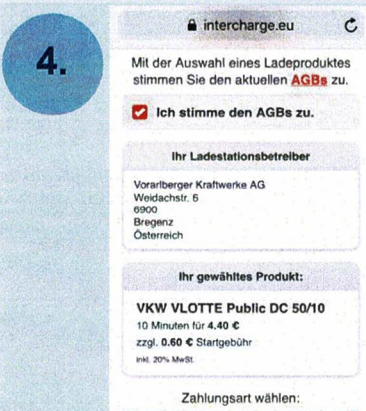 4.
intercharge.eu
Mit der Auswahl eines Ladeproduktes
stimmen Sie den aktuellen AGBs zu.
Ich stimme den AGBs zu.
Ihr Ladestationsbetreiber
Vorarlberger Kraftwerke AG
Weidachstr. 6
6900
Bregenz
Österreich
Ihr gewähltes Produkt:
VKW VLOTTE Public DC 50/10
10 Minuten für 4.40 €
zzgl. 0.60 € Startgebühr
inkl. 20% MwSt.
Zahlungsart wählen: